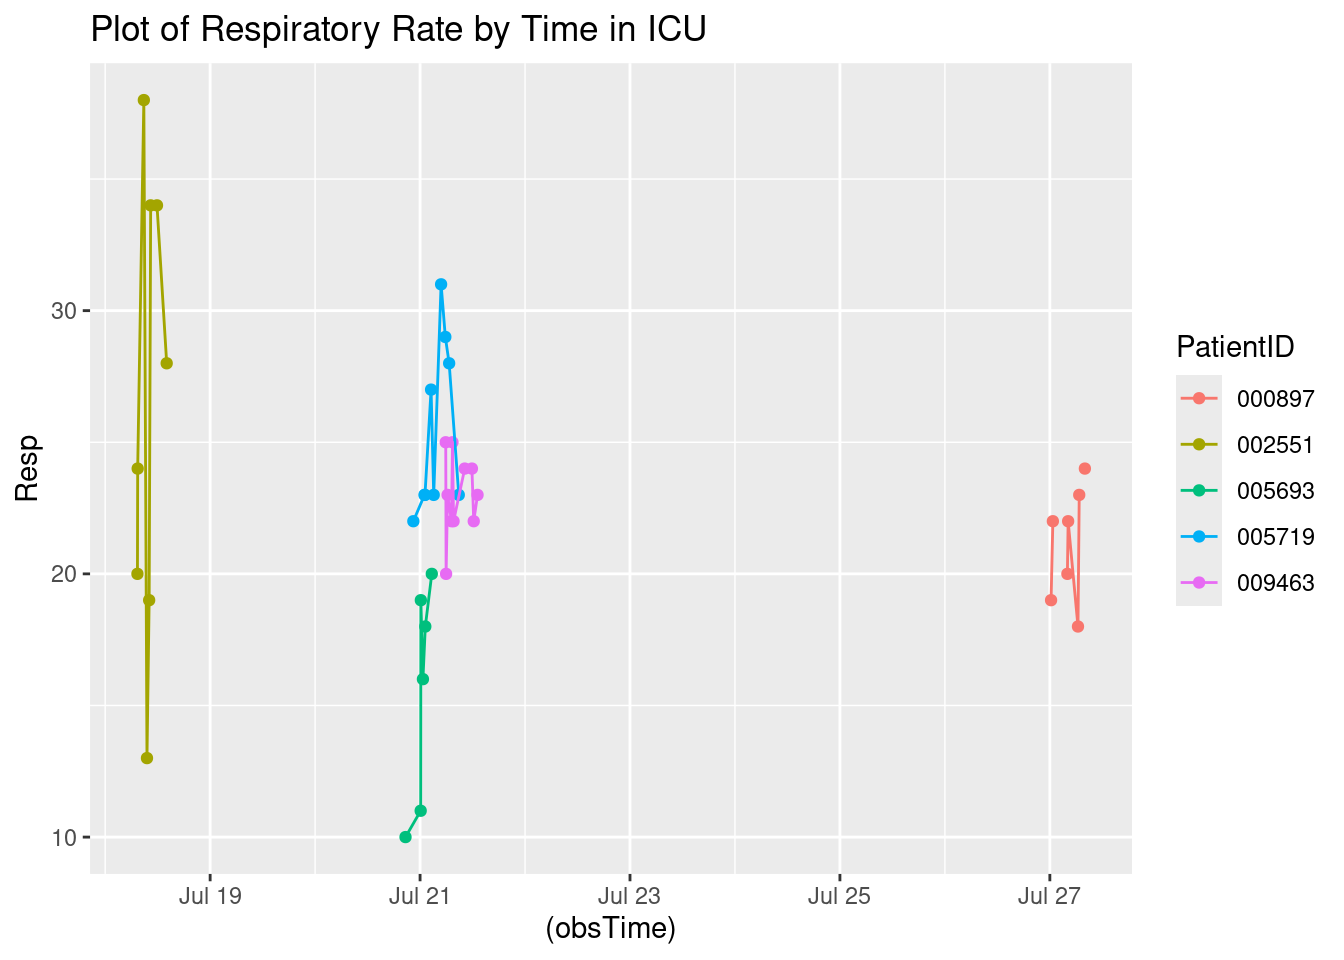 Plot of Respiratory Rate by Time in ICU
Resp
30
20
10
Jul 19
Jul 21
Jul 23
Jul 25
Jul 27
(obsTime)
PatientID
000897
002551
005693
005719
009463